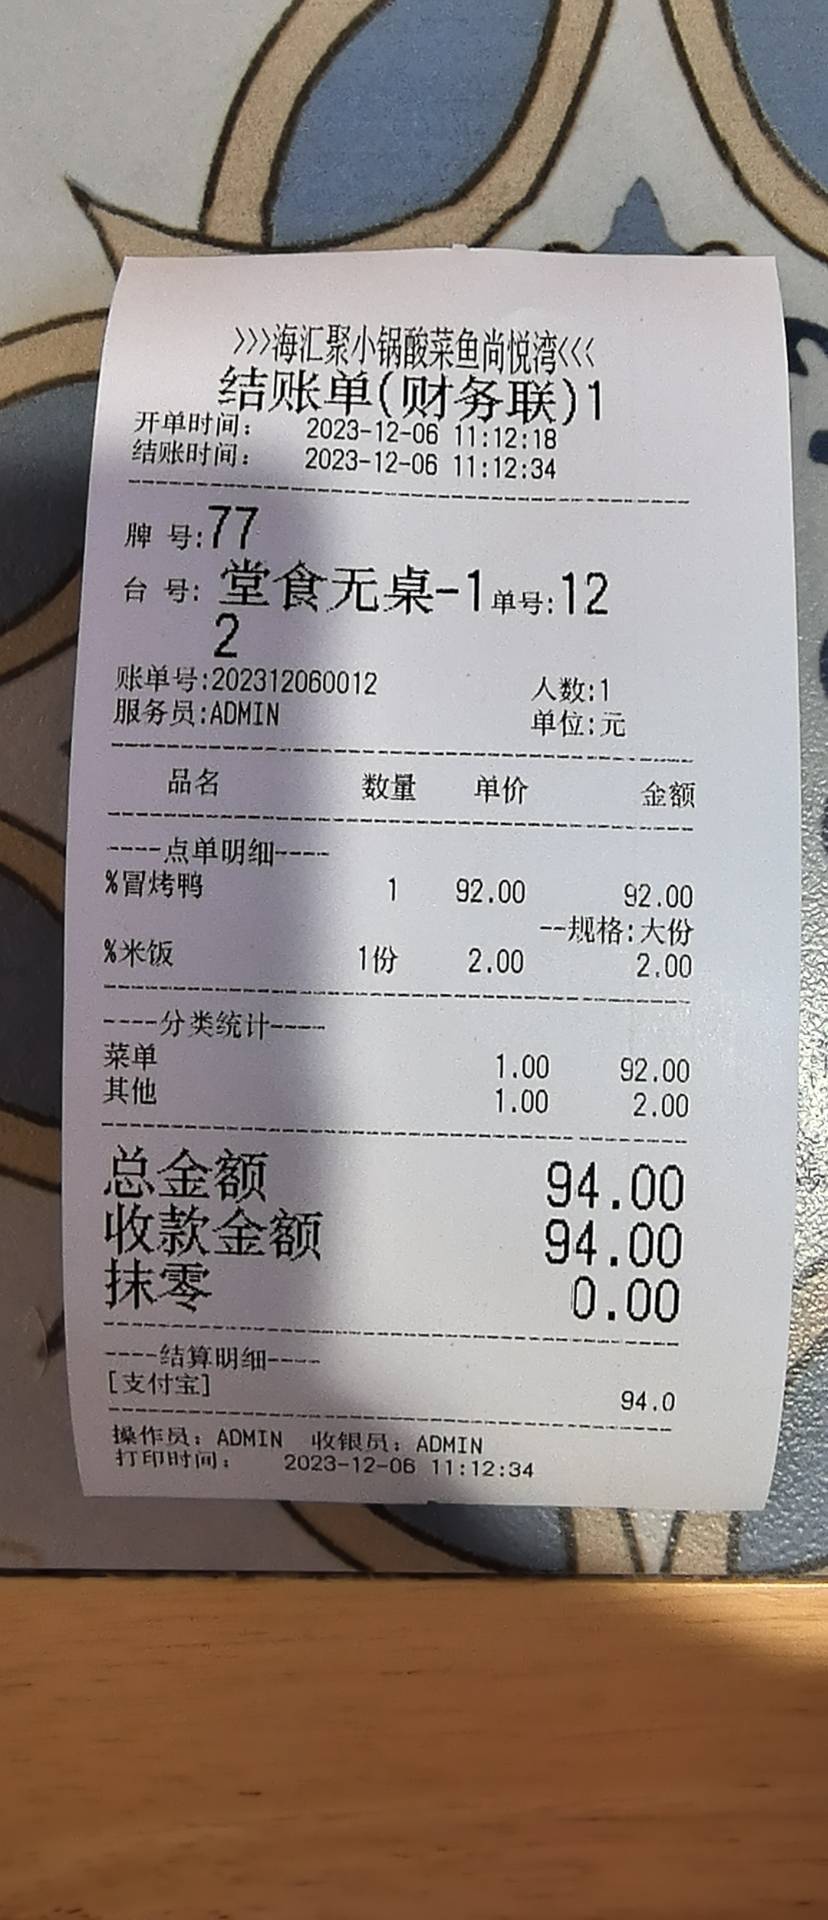 >>>海汇聚小锅酸菜鱼尚悦湾<<<
结账单(财务联)1
开单时间: 2023-12-06 11:12:18
结账时间: 2023-12-06 11:12:34
牌 号:77
台 号: 堂食无桌-1 单号:12
2
账单号:202312060012 人数:1
服务员:ADMIN 单位:元
品名 数量 单价 金额
----点单明细----
%冒烤鸭 1 92.00 92.00
--规格:大份
%米饭 1份 2.00 2.00
----分类统计----
菜单 1.00 92.00
其他 1.00 2.00
总金额 94.00
收款金额 94.00
抹零 0.00
----结算明细----
[支付宝] 94.0
操作员: ADMIN 收银员: ADMIN
打印时间: 2023-12-06 11:12:34